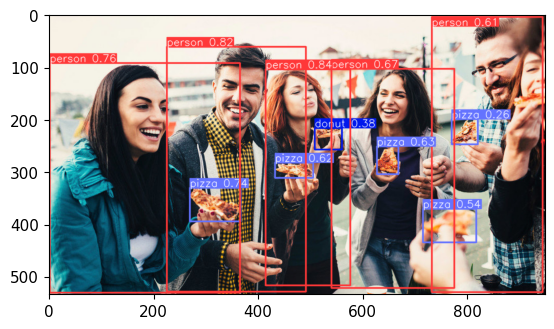 0
100
200
300
400
500
0
200
400
600
800
person 0.76
person 0.82
person 0.84
person 0.67
person 0.61
donut 0.38
pizza 0.74
pizza 0.62
pizza 0.63
pizza 0.26
pizza 0.54